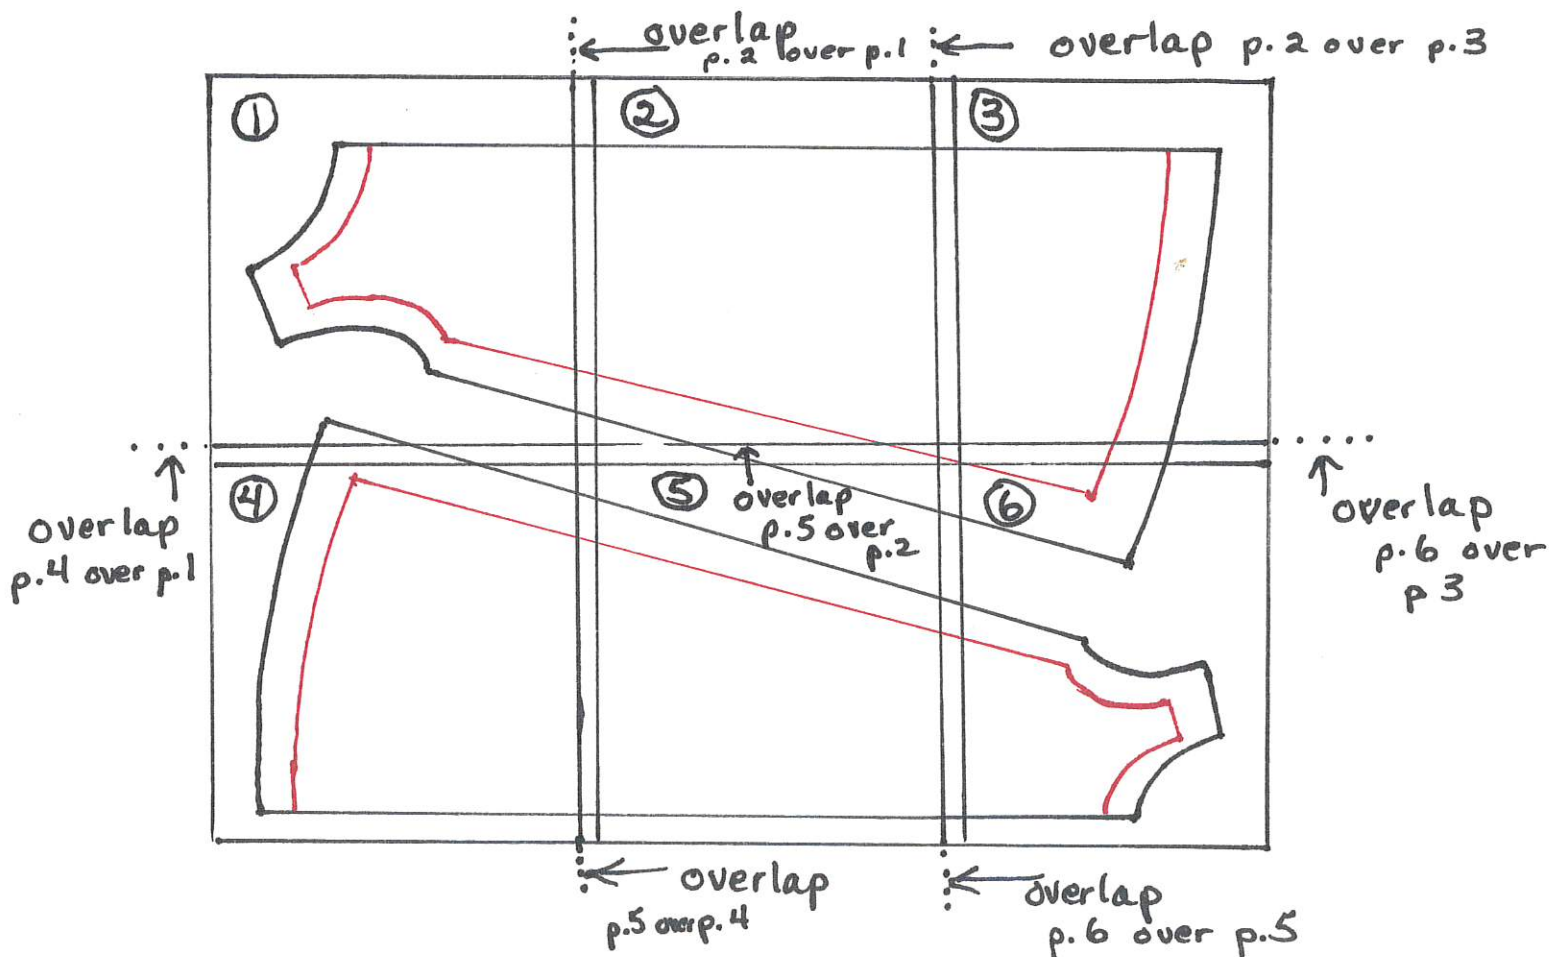 overlap
p.2 over p.1
overlap p.2 over p.3
1
2
3
overlap
p.4 over p.1
4
5
overlap
p.5 over
p.2
6
overlap
p.6 over
p 3
overlap
p.5 over p.4
overlap
p.6 over p.5